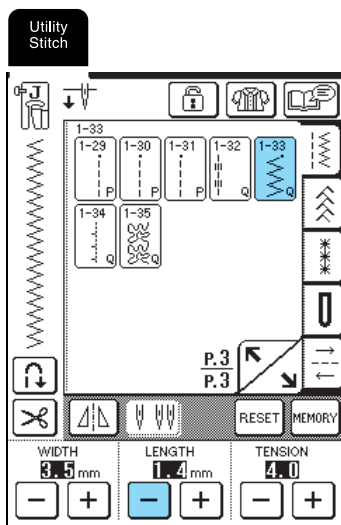 Utility
Stitch
J
1-33
1-29 1-30 1-31 1-32 1-33
P P P Q Q
1-34 1-35
Q Q
P.3
P.3
RESET MEMORY
WIDTH LENGTH TENSION
3.5 mm 1.4 mm 4.0
− + − + − +